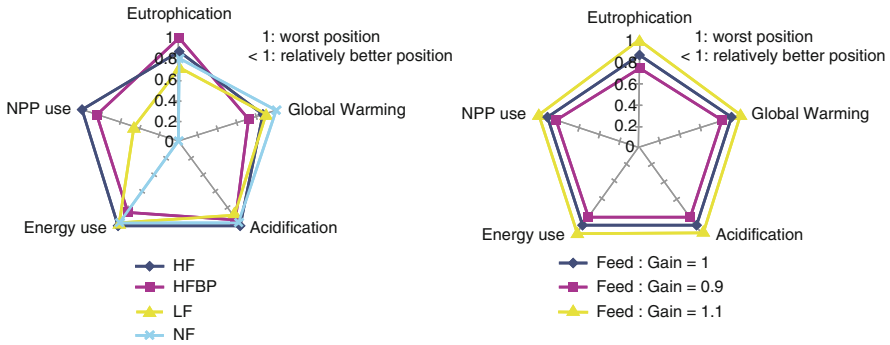 Eutrophication
1: worst position
< 1: relatively better position
1
0.8
0.6
0.4
0.2
0
NPP use
Global Warming
Energy use
Acidification
HF
HFBP
LF
NF
Eutrophication
1: worst position
< 1: relatively better position
1
0.8
0.6
0.4
0.2
0
NPP use
Global Warming
Energy use
Acidification
Feed : Gain = 1
Feed : Gain = 0.9
Feed : Gain = 1.1